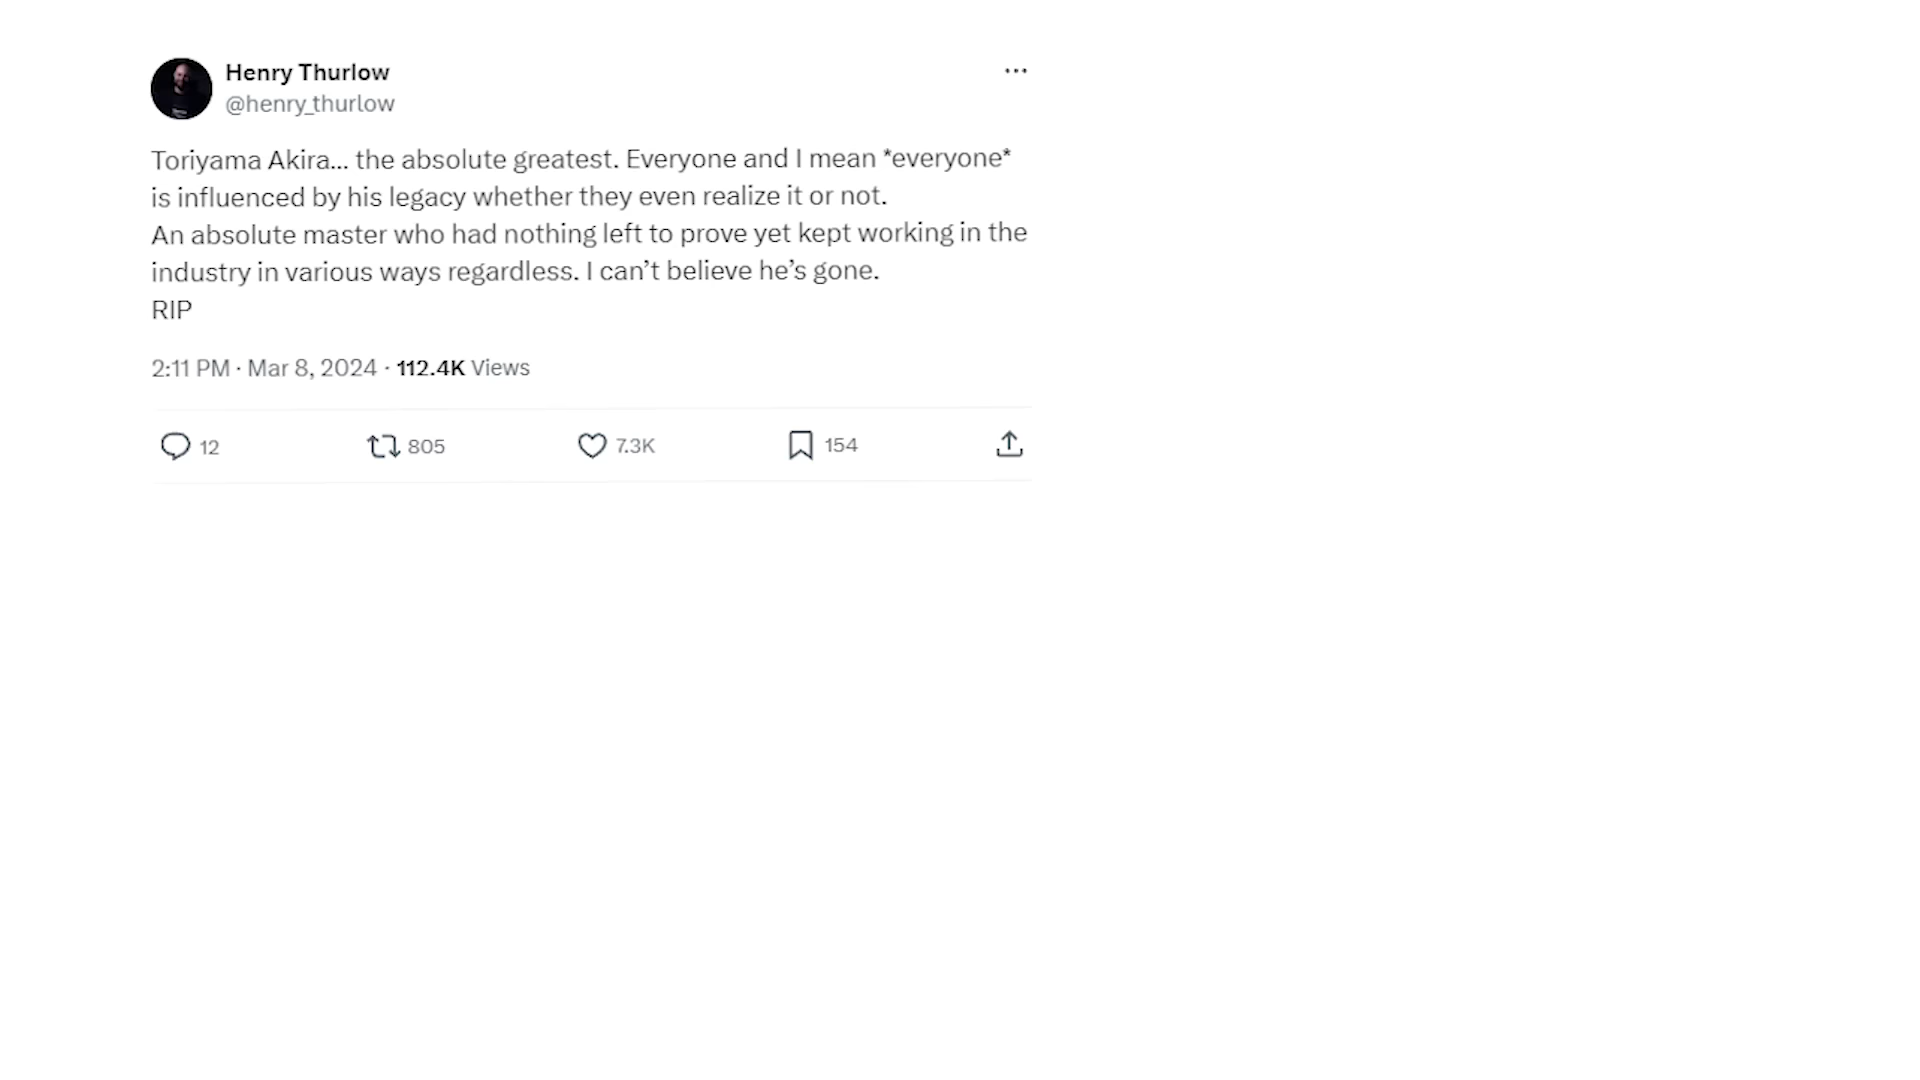 Henry Thurlow
@henry_thurlow
Toriyama Akira... the absolute greatest. Everyone and I mean *everyone*
is influenced by his legacy whether they even realize it or not.
An absolute master who had nothing left to prove yet kept working in the
industry in various ways regardless. I can’t believe he’s gone.
RIP
2:11 PM · Mar 8, 2024 · 112.4K Views
12 805 7.3K 154